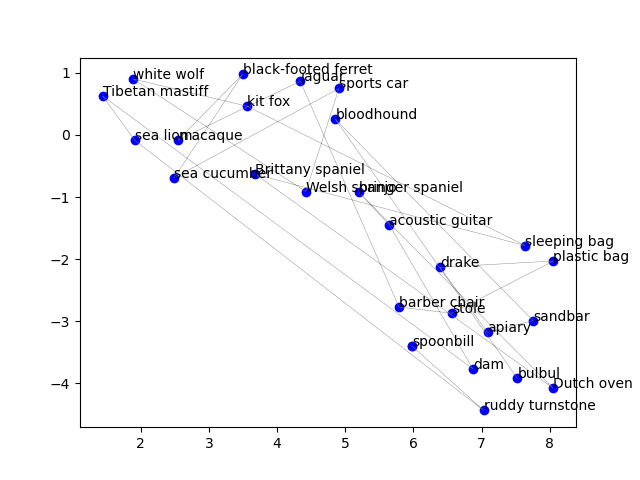 black-footed ferret
white wolf
jaguar
sports car
Tibetan mastiff
kit fox
bloodhound
sea lion
macaque
sea cucumber
Brittany spaniel
Welsh springer spaniel
acoustic guitar
sleeping bag
drake
plastic bag
barber chair
stole
sandbar
apiary
spoonbill
dam
bulbul
Dutch oven
ruddy turnstone
1
0
−1
−2
−3
−4
2 3 4 5 6 7 8